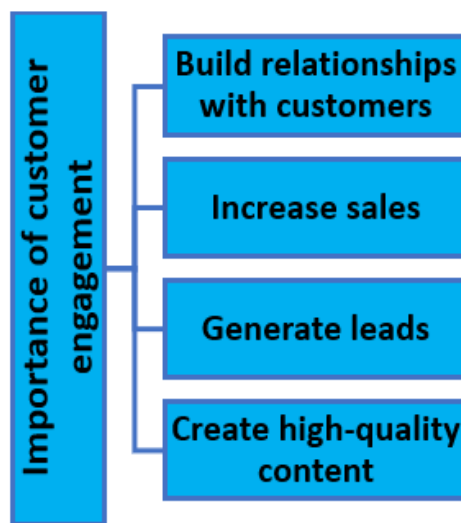 Importance of customer
engagement
Build relationships
with customers
Increase sales
Generate leads
Create high-quality
content